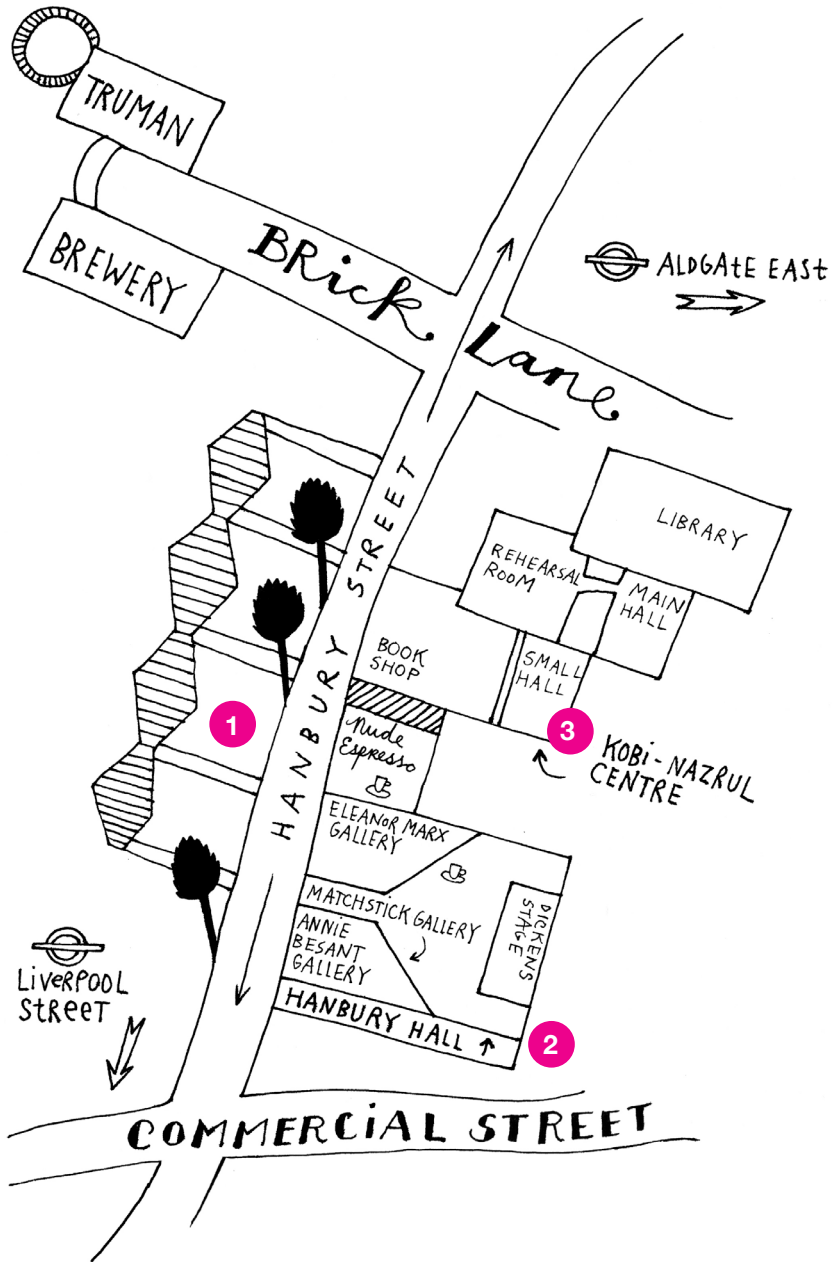 TRUMAN
BREWERY
BRick Lane
ALDGATE EAST
HANBURY STREET
LIBRARY
REHEARSAL
ROOM
MAIN
HALL
SMALL
HALL
BOOK
SHOP
1
3
KOBI-NAZRUL
CENTRE
Nude
Espresso
ELEANOR MARX
GALLERY
MATCHSTICK GALLERY
DICKENS
STAGE
ANNIE
BESANT
GALLERY
HANBURY HALL
2
LiVERPOOL
STREET
COMMERCiAL STREET